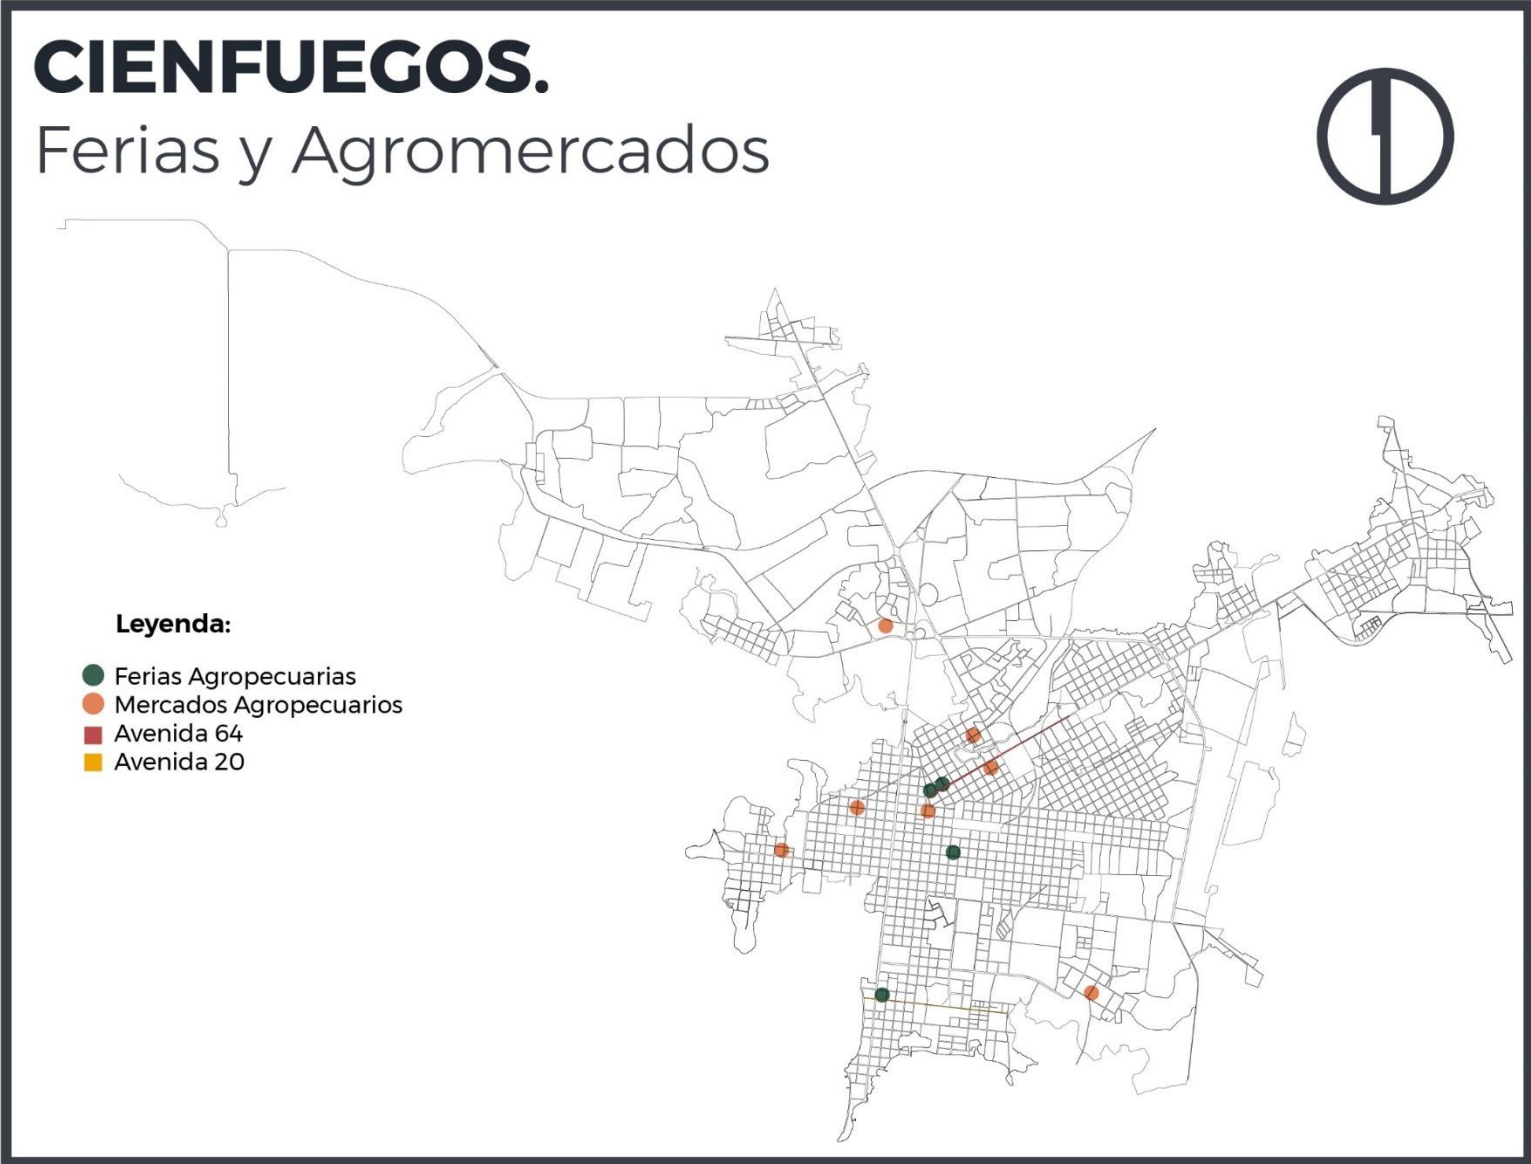 CIENFUEGOS.
Ferias y Agromercados
Leyenda:
Ferias Agropecuarias
Mercados Agropecuarios
Avenida 64
Avenida 20